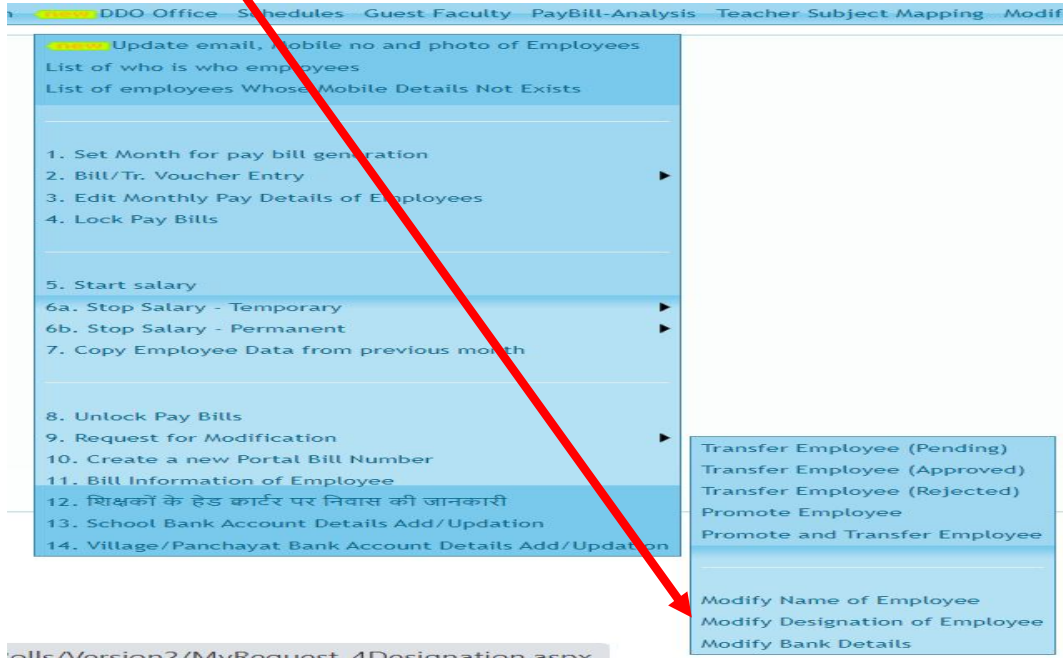 new DDO Office Schedules Guest Faculty PayBill-Analysis Teacher Subject Mapping Modif
new Update email, Mobile no and photo of Employees
List of who is who employees
List of employees Whose Mobile Details Not Exists
1. Set Month for pay bill generation
2. Bill/Tr. Voucher Entry
3. Edit Monthly Pay Details of Employees
4. Lock Pay Bills
5. Start salary
6a. Stop Salary - Temporary
6b. Stop Salary - Permanent
7. Copy Employee Data from previous month
8. Unlock Pay Bills
9. Request for Modification
10. Create a new Portal Bill Number
11. Bill Information of Employee
12. शिक्षकों के हेड क्वार्टर पर निवास की जानकारी
13. School Bank Account Details Add/Updation
14. Village/Panchayat Bank Account Details Add/Updation
Transfer Employee (Pending)
Transfer Employee (Approved)
Transfer Employee (Rejected)
Promote Employee
Promote and Transfer Employee
Modify Name of Employee
Modify Designation of Employee
Modify Bank Details